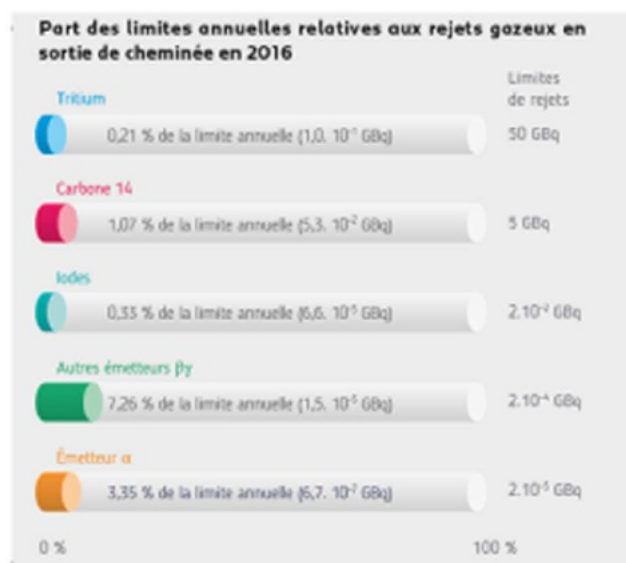 Part des limites annuelles relatives aux rejets gazeux en
sortie de cheminée en 2016
Limites
de rejets
Tritium
0,21 % de la limite annuelle (1,0. 10⁻¹ GBq)
50 GBq
Carbone 14
1,07 % de la limite annuelle (5,3. 10⁻² GBq)
5 GBq
Iodes
0,33 % de la limite annuelle (6,6. 10⁻⁵ GBq)
2.10⁻² GBq
Autres émetteurs βγ
7,26 % de la limite annuelle (1,5. 10⁻⁵ GBq)
2.10⁻⁴ GBq
Émetteur α
3,35 % de la limite annuelle (6,7. 10⁻⁷ GBq)
2.10⁻⁵ GBq
0 %
100 %